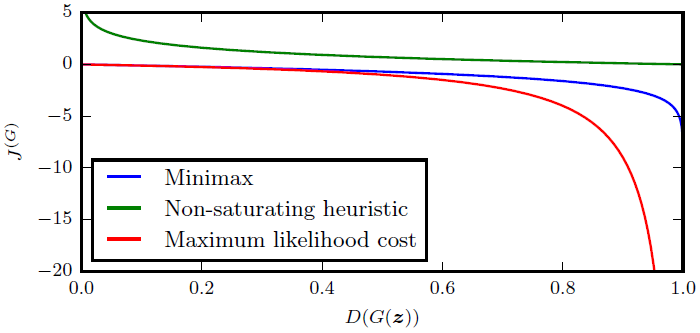 5
0
−5
−10
−15
−20
J^(G)
Minimax
Non-saturating heuristic
Maximum likelihood cost
0.0 0.2 0.4 0.6 0.8 1.0
D(G(z))